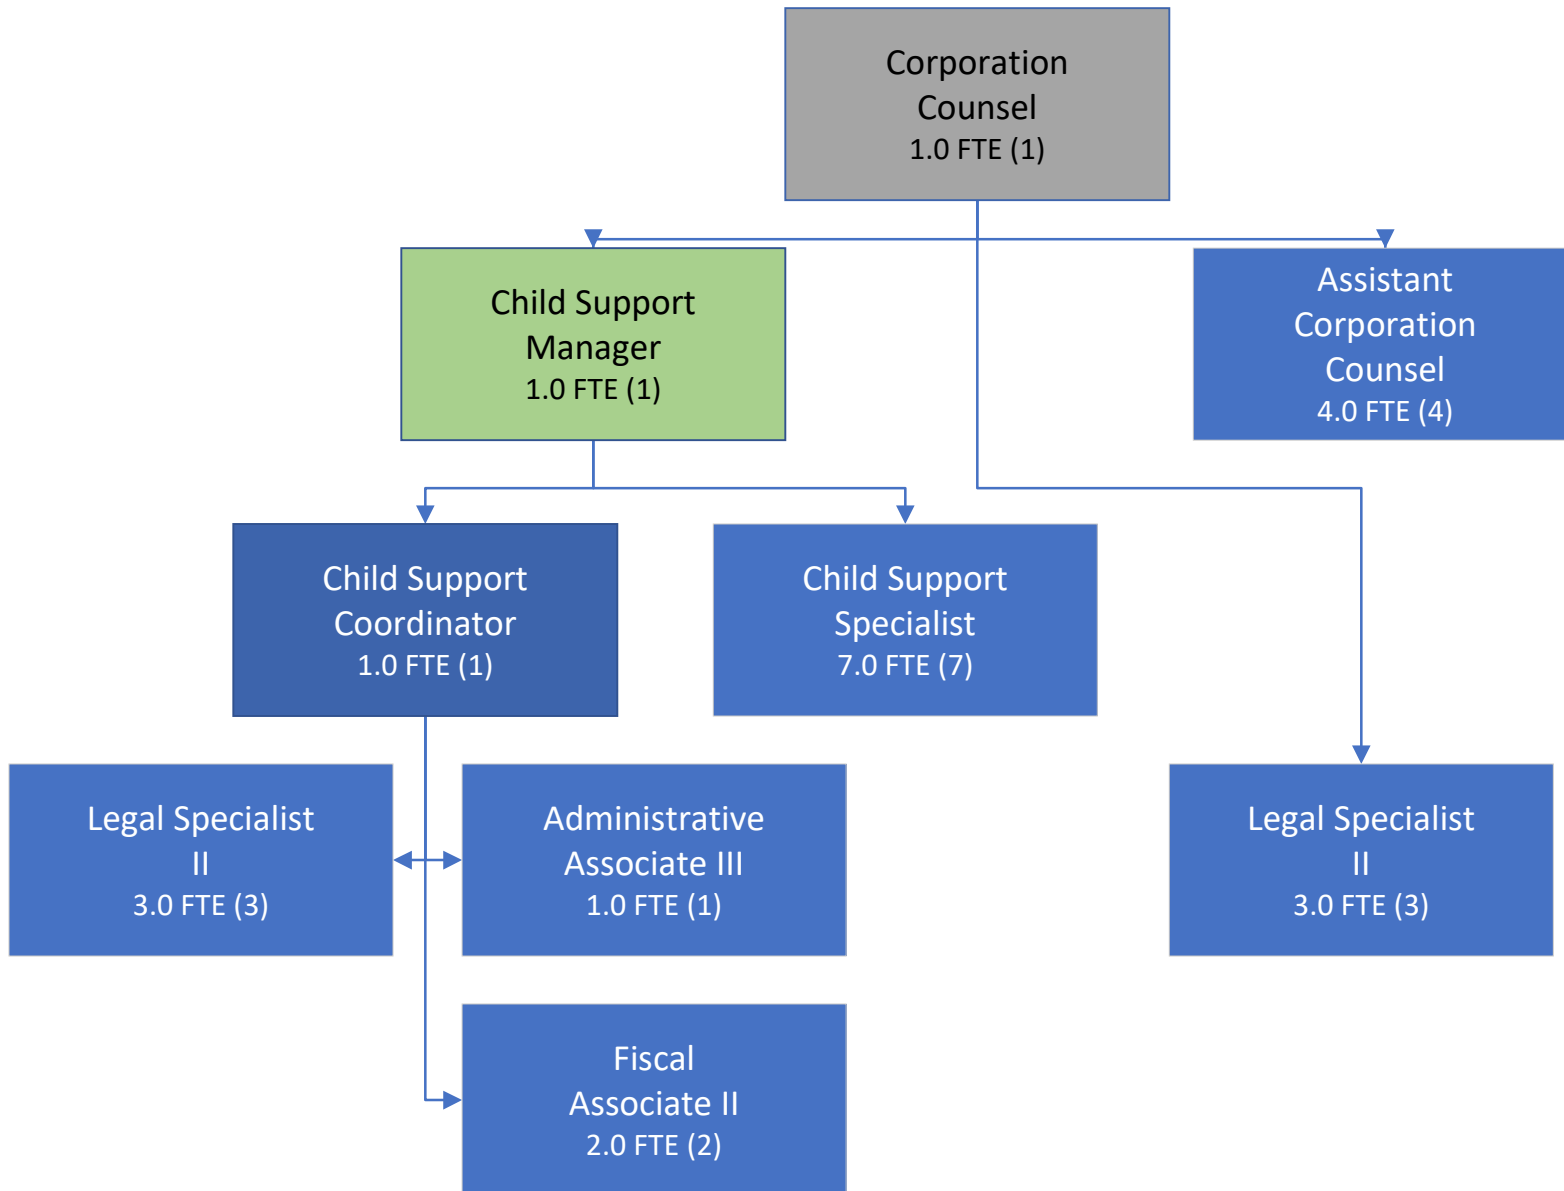 Corporation
Counsel
1.0 FTE (1)
Child Support
Manager
1.0 FTE (1)
Assistant
Corporation
Counsel
4.0 FTE (4)
Child Support
Coordinator
1.0 FTE (1)
Child Support
Specialist
7.0 FTE (7)
Legal Specialist
II
3.0 FTE (3)
Administrative
Associate III
1.0 FTE (1)
Legal Specialist
II
3.0 FTE (3)
Fiscal
Associate II
2.0 FTE (2)